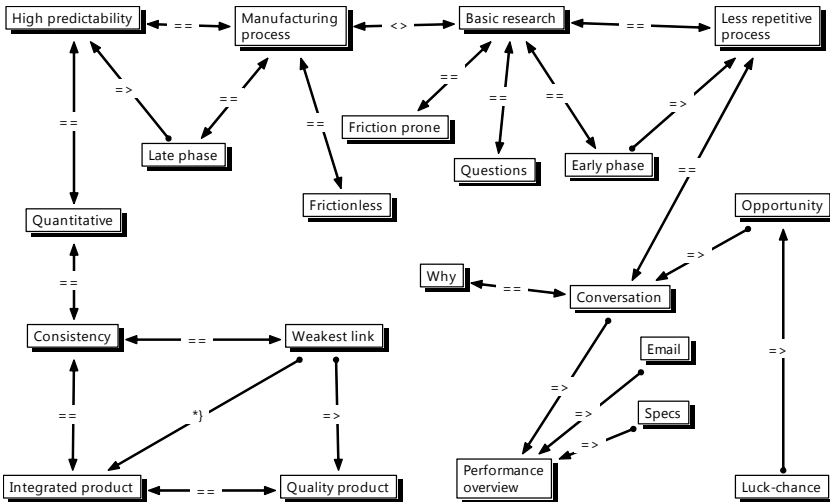 High predictability
==
Manufacturing
process
<>
Basic research
==
Less repetitive
process
=>
==
==
==
==
==
==
=>
Late phase
Friction prone
Questions
Early phase
==
Quantitative
Frictionless
Opportunity
==
Why
==
Conversation
=>
Consistency
==
Weakest link
Email
=>
==
*}
=>
=>
=>
Specs
=>
Integrated product
==
Quality product
Performance
overview
Luck-chance